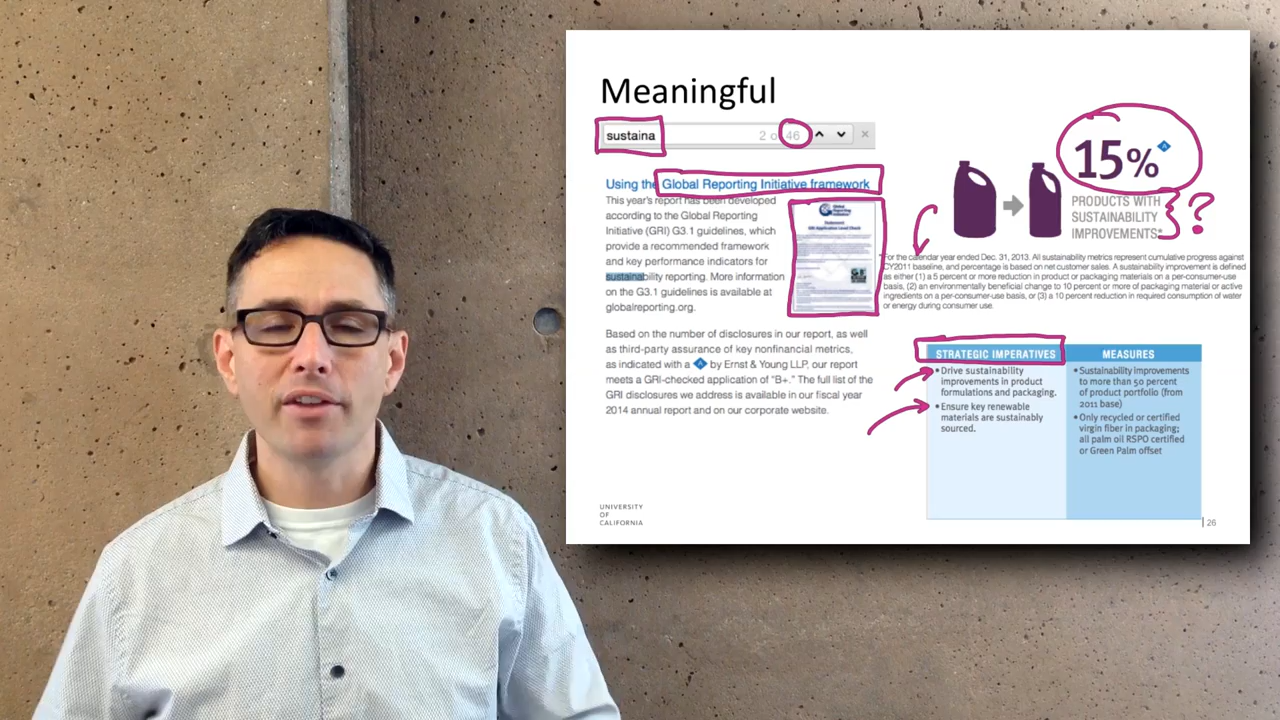 Meaningful
sustaina 2 o 46
Using the Global Reporting Initiative framework
This year's report has been developed
according to the Global Reporting
Initiative (GRI) G3.1 guidelines, which
provide a recommended framework
and key performance indicators for
sustainability reporting. More information
on the G3.1 guidelines is available at
globalreporting.org.
Based on the number of disclosures in our report, as well
as third-party assurance of key nonfinancial metrics,
as indicated with a A by Ernst & Young LLP, our report
meets a GRI-checked application of "B+." The full list of the
GRI disclosures we address is available in our fiscal year
2014 annual report and on our corporate website.
Global
Reporting
Initiative
Statement
GRI Application Level Check
15% A
PRODUCTS WITH
SUSTAINABILITY
IMPROVEMENTS*
?
For the calendar year ended Dec. 31, 2013. All sustainability metrics represent cumulative progress against
CY2011 baseline, and percentage is based on net customer sales. A sustainability improvement is defined
as either (1) a 5 percent or more reduction in product or packaging materials on a per-consumer-use
basis, (2) an environmentally beneficial change to 10 percent or more of packaging material or active
ingredients on a per-consumer-use basis, or (3) a 10 percent reduction in required consumption of water
or energy during consumer use.
STRATEGIC IMPERATIVES
• Drive sustainability
improvements in product
formulations and packaging.
• Ensure key renewable
materials are sustainably
sourced.
MEASURES
• Sustainability improvements
to more than 50 percent
of product portfolio (from
2011 base)
• Only recycled or certified
virgin fiber in packaging;
all palm oil RSPO certified
or Green Palm offset
UNIVERSITY
OF
CALIFORNIA
26